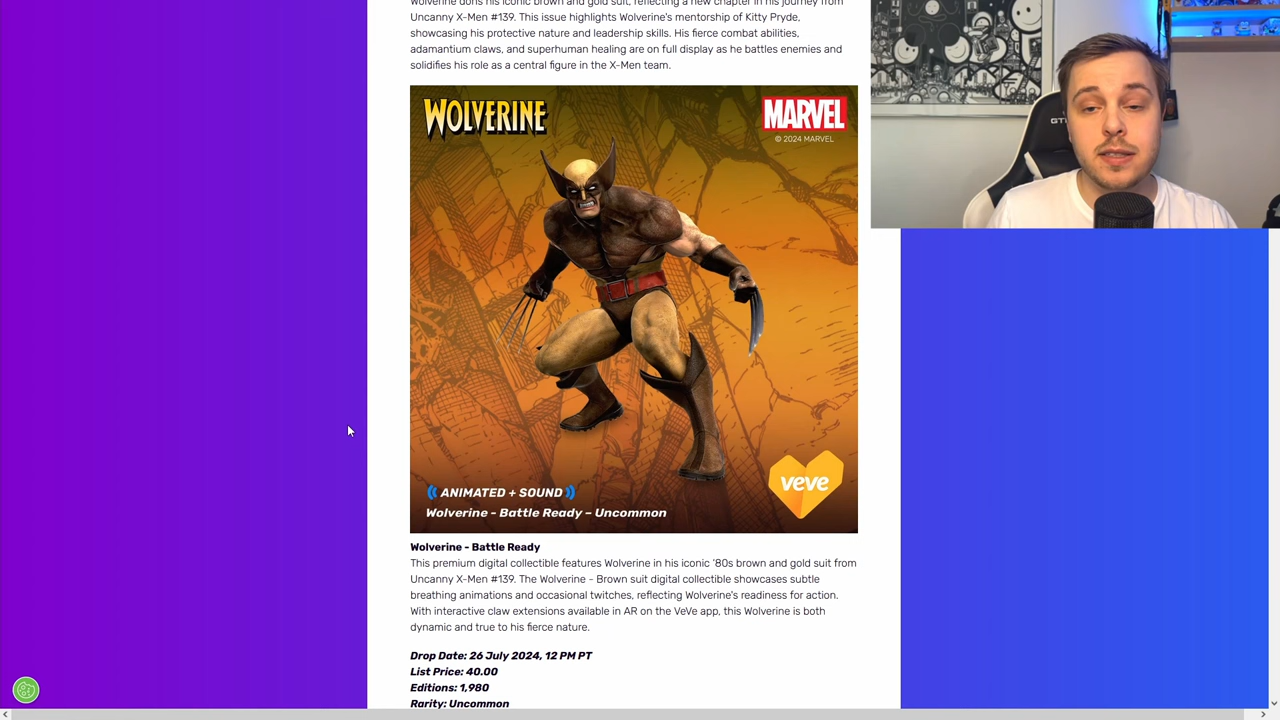 Wolverine dons his iconic brown and gold suit, reflecting a new chapter in his journey from
Uncanny X-Men #139. This issue highlights Wolverine's mentorship of Kitty Pryde,
showcasing his protective nature and leadership skills. His fierce combat abilities,
adamantium claws, and superhuman healing are on full display as he battles enemies and
solidifies his role as a central figure in the X-Men team.
WOLVERINE
MARVEL
© 2024 MARVEL
GT
veve
ANIMATED + SOUND
Wolverine - Battle Ready – Uncommon
Wolverine - Battle Ready
This premium digital collectible features Wolverine in his iconic '80s brown and gold suit from
Uncanny X-Men #139. The Wolverine - Brown suit digital collectible showcases subtle
breathing animations and occasional twitches, reflecting Wolverine's readiness for action.
With interactive claw extensions available in AR on the VeVe app, this Wolverine is both
dynamic and true to his fierce nature.
Drop Date: 26 July 2024, 12 PM PT
List Price: 40.00
Editions: 1,980
Rarity: Uncommon